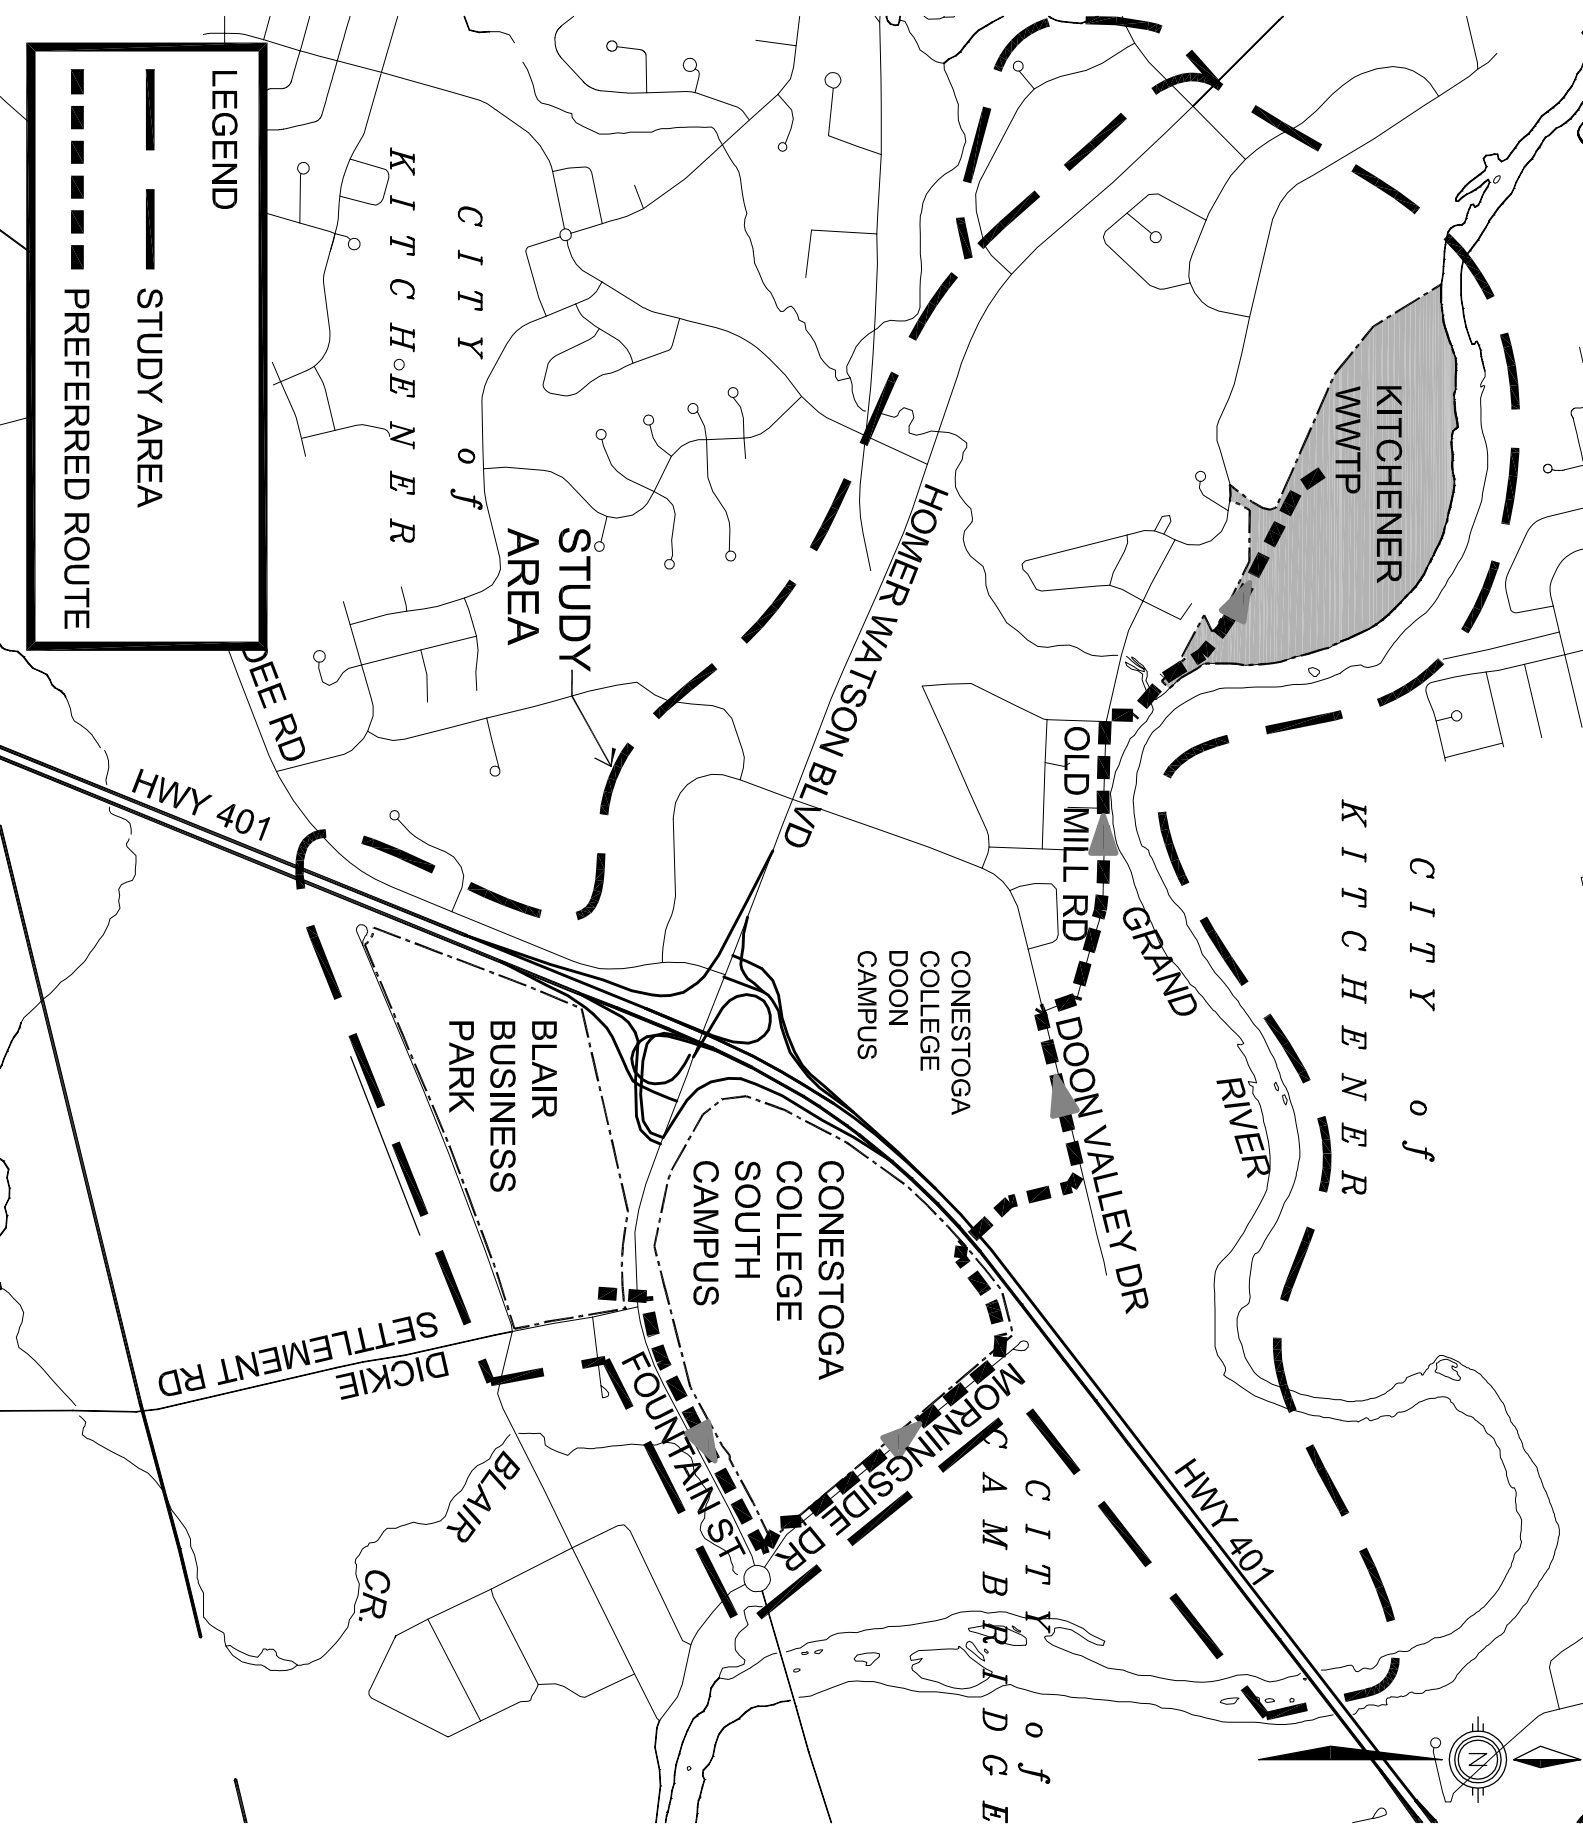 LEGEND
STUDY AREA
PREFERRED ROUTE
CITY of
KITCHENER
KITCHENER
WWTP
CITY of
KITCHENER
STUDY
AREA
HOMER WATSON BLVD
OLD MILL RD
GRAND
RIVER
DOON VALLEY DR
CONESTOGA
COLLEGE
DOON
CAMPUS
DEE RD
HWY 401
BLAIR
BUSINESS
PARK
CONESTOGA
COLLEGE
SOUTH
CAMPUS
DICKIE
SETTLEMENT RD
FOUNTAIN ST
MORNINGSIDE DR
BLAIR
CR.
HWY 401
CITY of
CAMBRIDGE
N